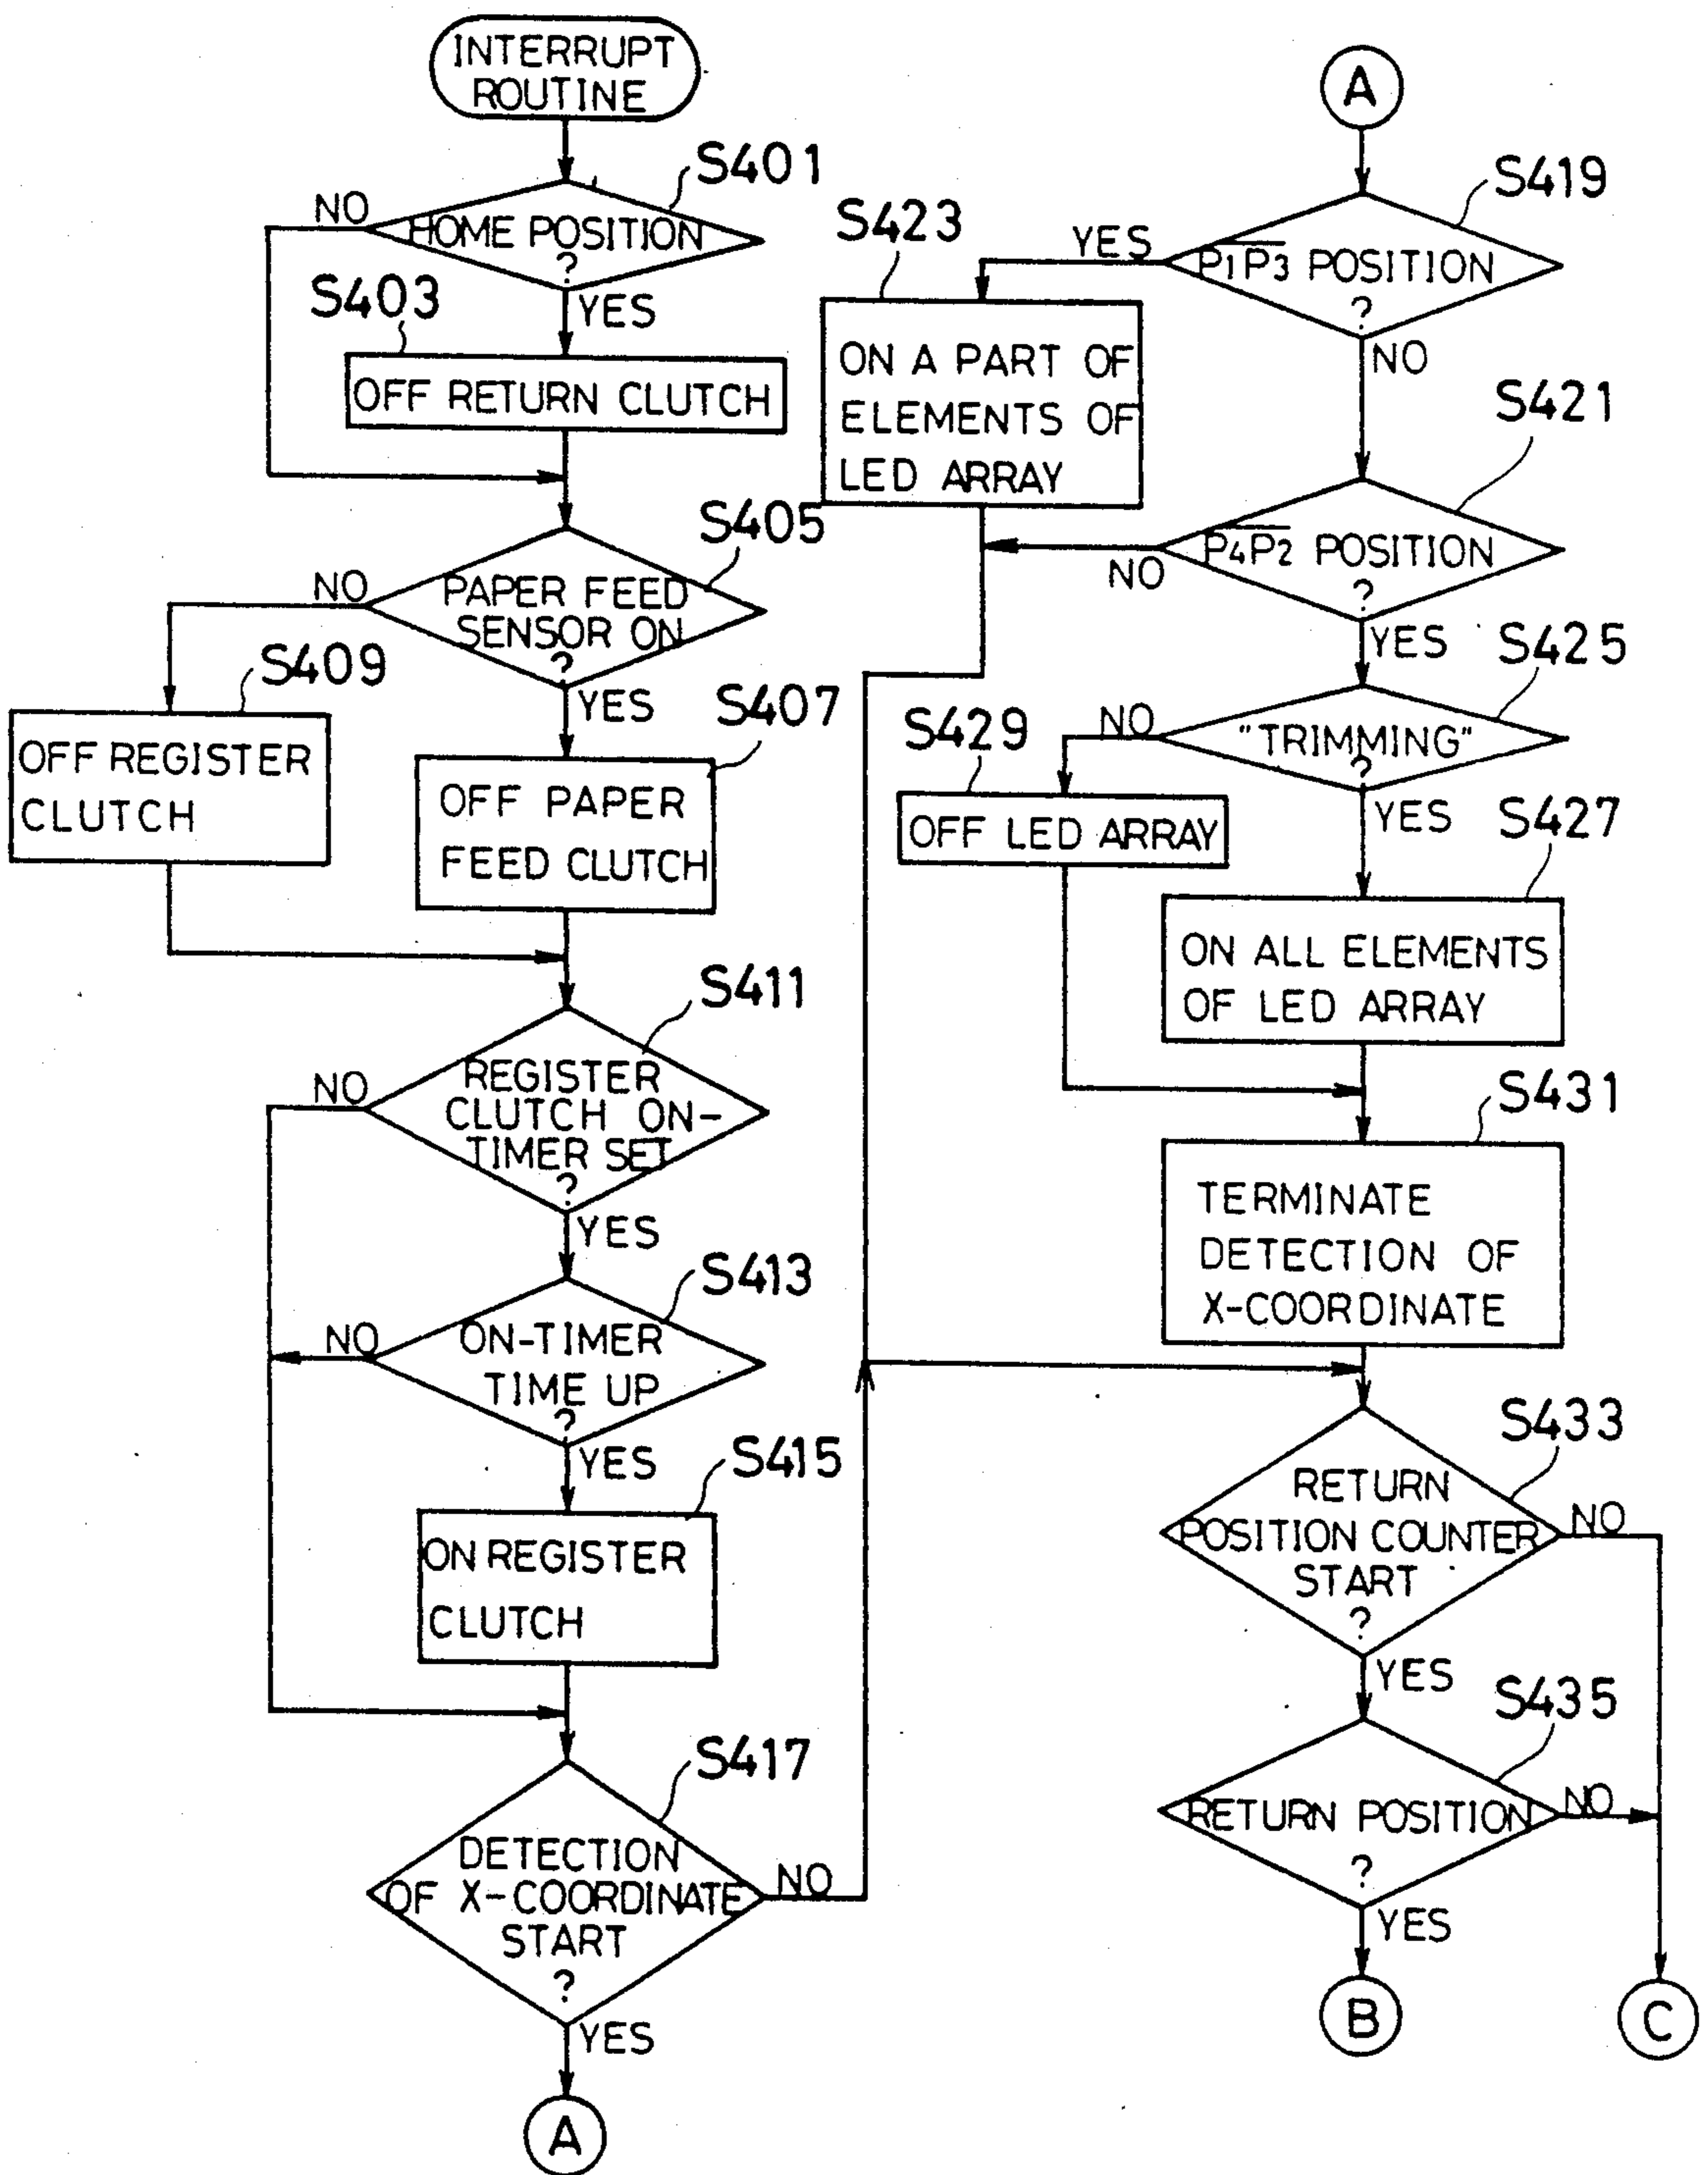 INTERRUPT
ROUTINE
S401
NO
HOME POSITION
?
YES
S403
OFF RETURN CLUTCH
S405
NO
PAPER FEED
SENSOR ON
?
YES
S409
OFF REGISTER
CLUTCH
S407
OFF PAPER
FEED CLUTCH
S411
NO
REGISTER
CLUTCH ON-
TIMER SET
?
YES
S413
NO
ON-TIMER
TIME UP
?
YES
S415
ON REGISTER
CLUTCH
S417
DETECTION
OF X-COORDINATE
START
?
NO
YES
A
A
S419
YES
P1P3 POSITION
?
NO
S423
ON A PART OF
ELEMENTS OF
LED ARRAY
S421
P4P2 POSITION
?
NO
YES
S425
NO
"TRIMMING"
?
YES
S429
OFF LED ARRAY
S427
ON ALL ELEMENTS
OF LED ARRAY
S431
TERMINATE
DETECTION OF
X-COORDINATE
S433
RETURN
POSITION COUNTER
START
?
NO
YES
S435
RETURN POSITION
?
NO
YES
B
C